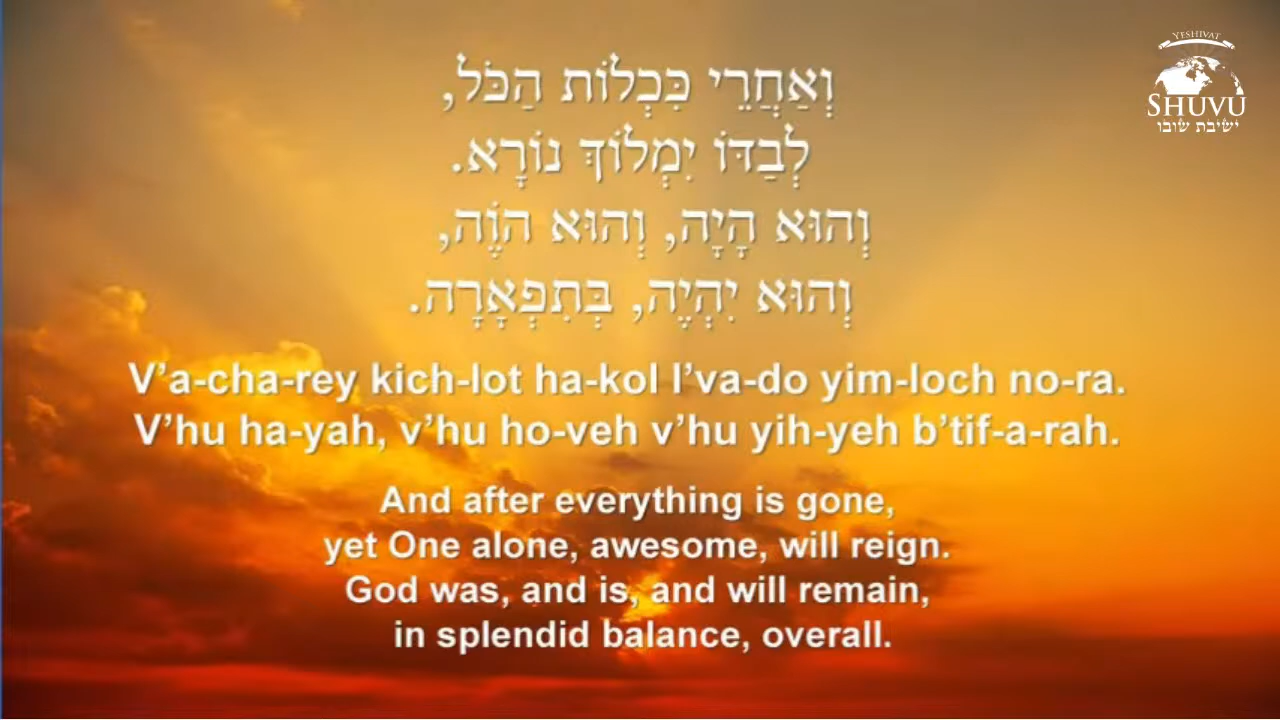 YESHIVAT
SHUVU
ישיבת שובו
וְאַחֲרֵי כִּכְלוֹת הַכֹּל,
לְבַדּוֹ יִמְלוֹךְ נוֹרָא.
וְהוּא הָיָה, וְהוּא הוֹוֶה,
וְהוּא יִהְיֶה, בְּתִפְאָרָה.
V’a-cha-rey kich-lot ha-kol l’va-do yim-loch no-ra.
V’hu ha-yah, v’hu ho-veh v’hu yih-yeh b’tif-a-rah.
And after everything is gone,
yet One alone, awesome, will reign.
God was, and is, and will remain,
in splendid balance, overall.